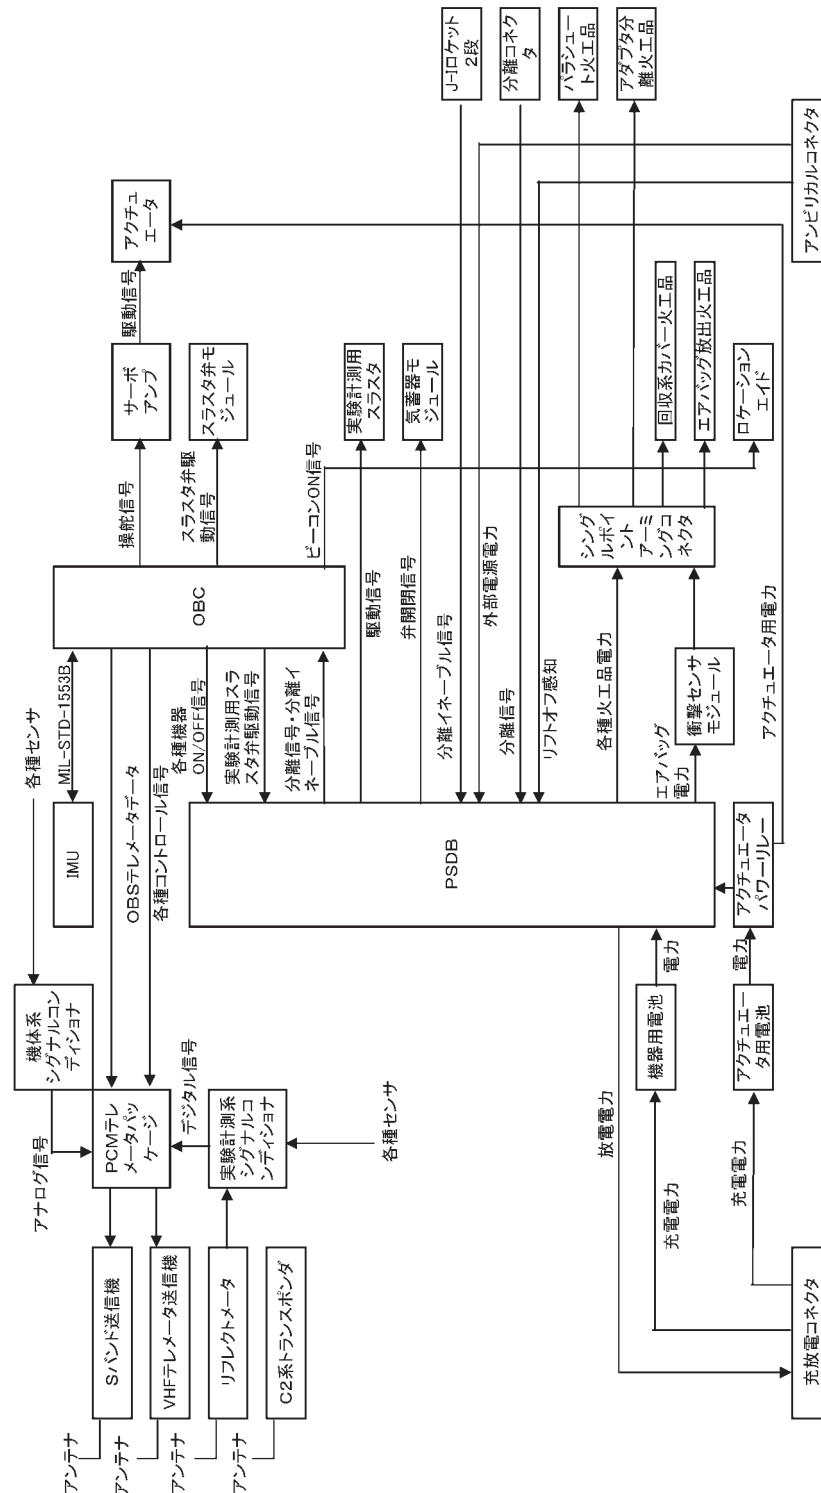 アンテナ
アンテナ
アンテナ
アンテナ
Sバンド送信機
VHFテレメータ送信機
リフレクトメータ
C2系トランスポンダ
充放電コネクタ
アナログ信号
デジタル信号
各種センサ
放電電力
充電電力
充電電力
機体系
シグナルコン
ディショナ
PCMテレ
メータパッ
ケージ
実験計測系
シグナルコ
ンディショナ
機器用電池
アクチュエー
タ用電池
電力
電力
各種センサ
IMU
MIL-STD-1553B
OBSテレメータデータ
各種コントロール信号
各種機器
ON/OFF信号
実験計測用スラ
スタ弁駆動信号
分離信号・分離イ
ネーブル信号
PSDB
アクチュエータ
パワーリレー
OBC
駆動信号
弁開閉信号
分離イネーブル信号
外部電源電力
分離信号
リフトオフ感知
各種火工品電力
エアバッグ
電力
衝撃センサ
モジュール
アクチュエータ用電力
操舵信号
スラスタ弁駆
動信号
ビーコンON信号
シング
ルポイ
ント
アーミ
ングコ
ネクタ
サーボ
アンプ
スラスタ弁モ
ジュール
実験計測用
スラスタ
気蓄器モ
ジュール
回収系カバー火工品
エアバッグ放出火工品
ロケーション
エイド
駆動信号
アクチュ
エータ
J-Iロケット
2段
分離コネク
タ
パラシュー
ト火工品
アダプタ分
離火工品
アンビリカルコネクタ